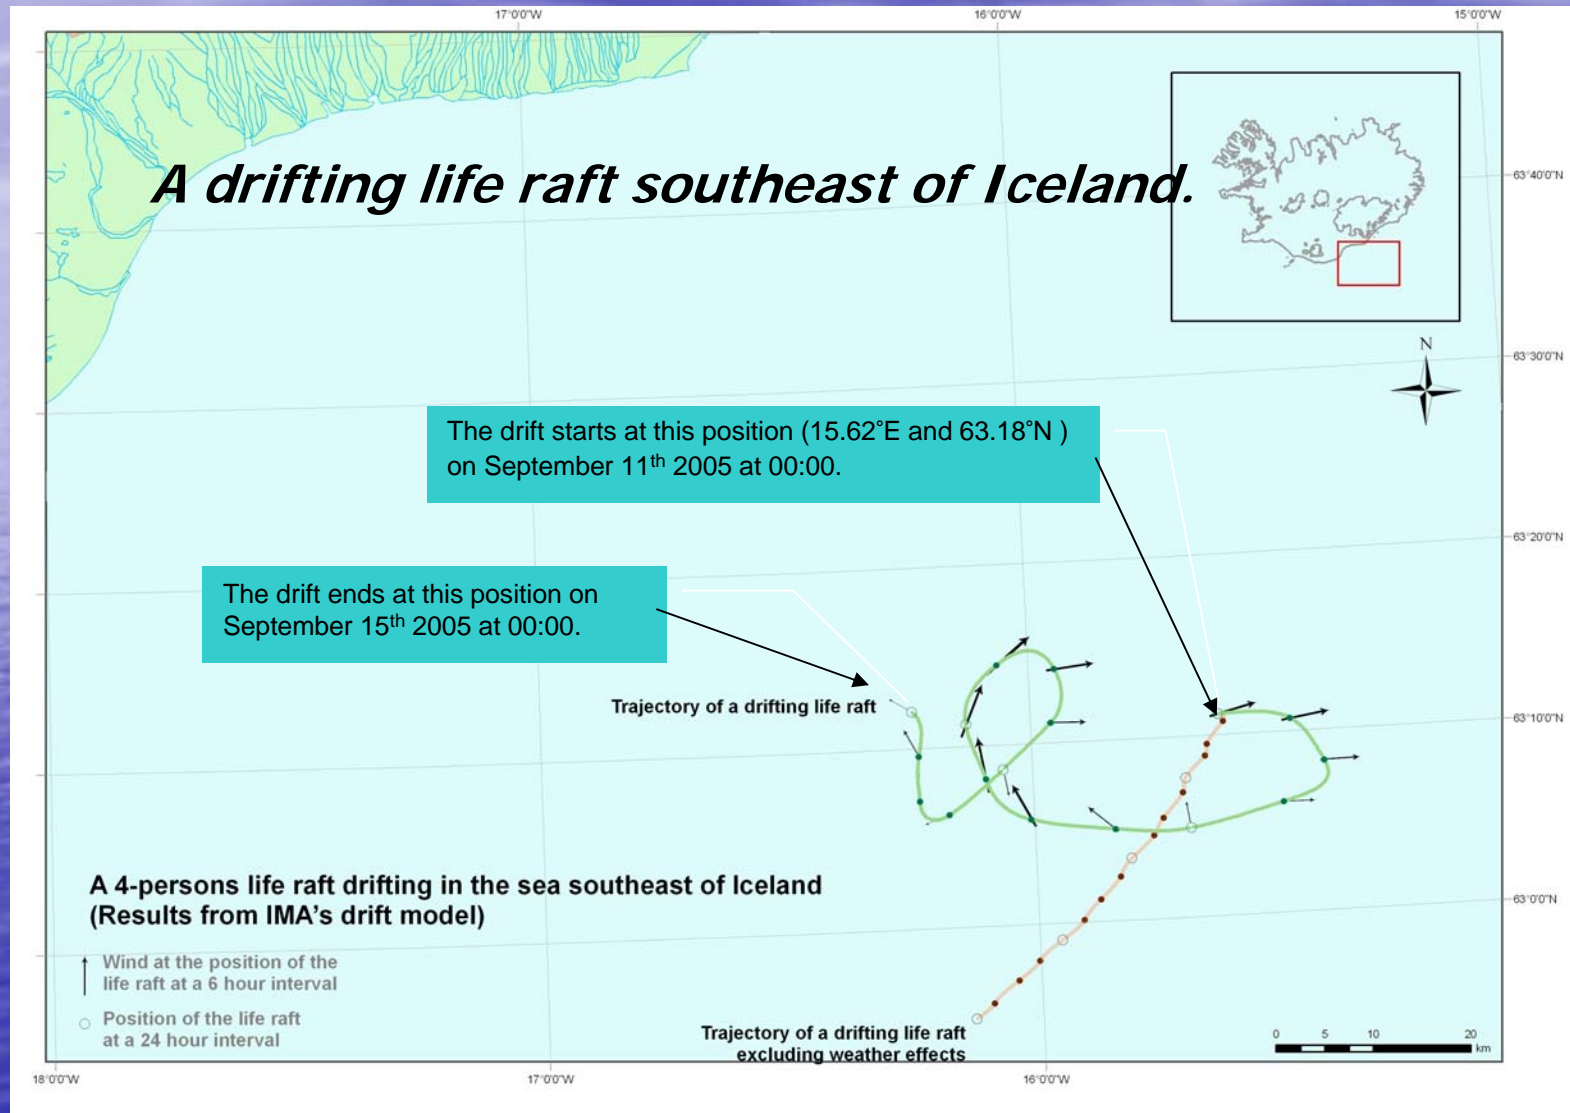 17°0'0"W
16°0'0"W
15°0'0"W
A drifting life raft southeast of Iceland.
63°40'0"N
N
63°30'0"N
The drift starts at this position (15.62°E and 63.18°N )
on September 11th 2005 at 00:00.
63°20'0"N
The drift ends at this position on
September 15th 2005 at 00:00.
Trajectory of a drifting life raft
63°10'0"N
A 4-persons life raft drifting in the sea southeast of Iceland
(Results from IMA's drift model)
63°0'0"N
Wind at the position of the
life raft at a 6 hour interval
Position of the life raft
at a 24 hour interval
Trajectory of a drifting life raft
excluding weather effects
0 5 10 20
km
18°0'0"W
17°0'0"W
16°0'0"W